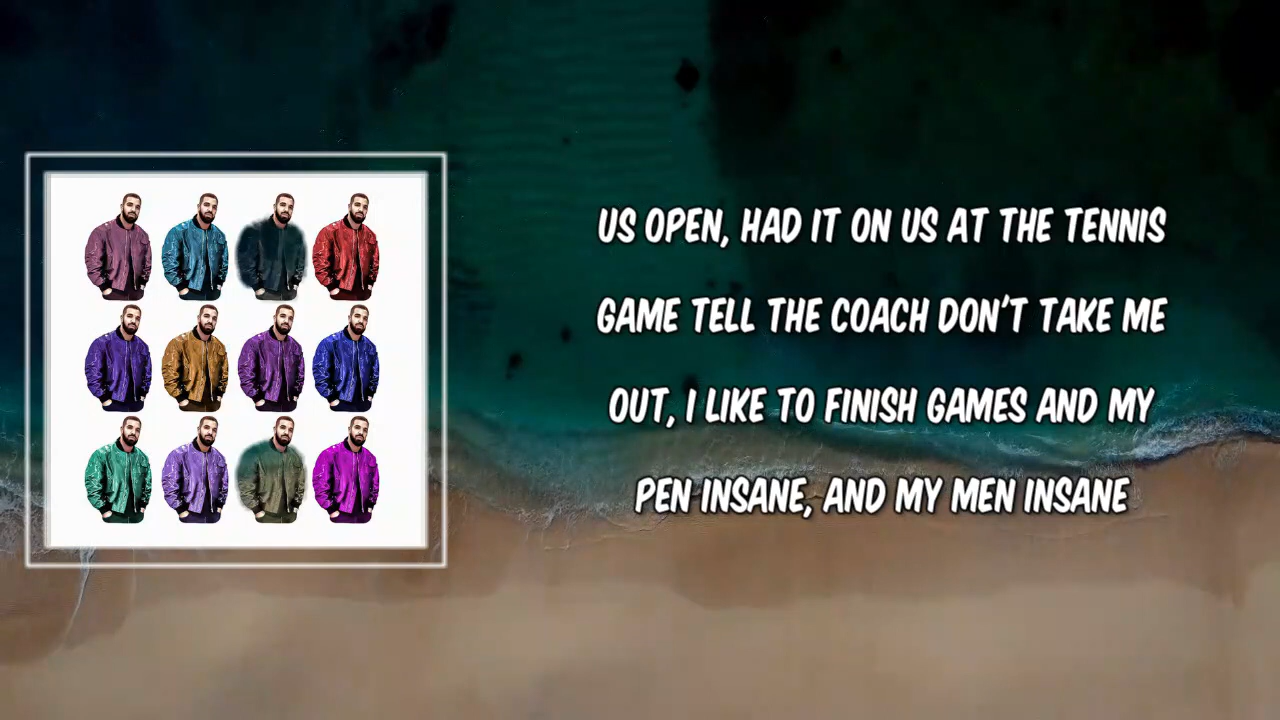 US OPEN, HAD IT ON US AT THE TENNIS
GAME TELL THE COACH DON'T TAKE ME
OUT, I LIKE TO FINISH GAMES AND MY
PEN INSANE, AND MY MEN INSANE